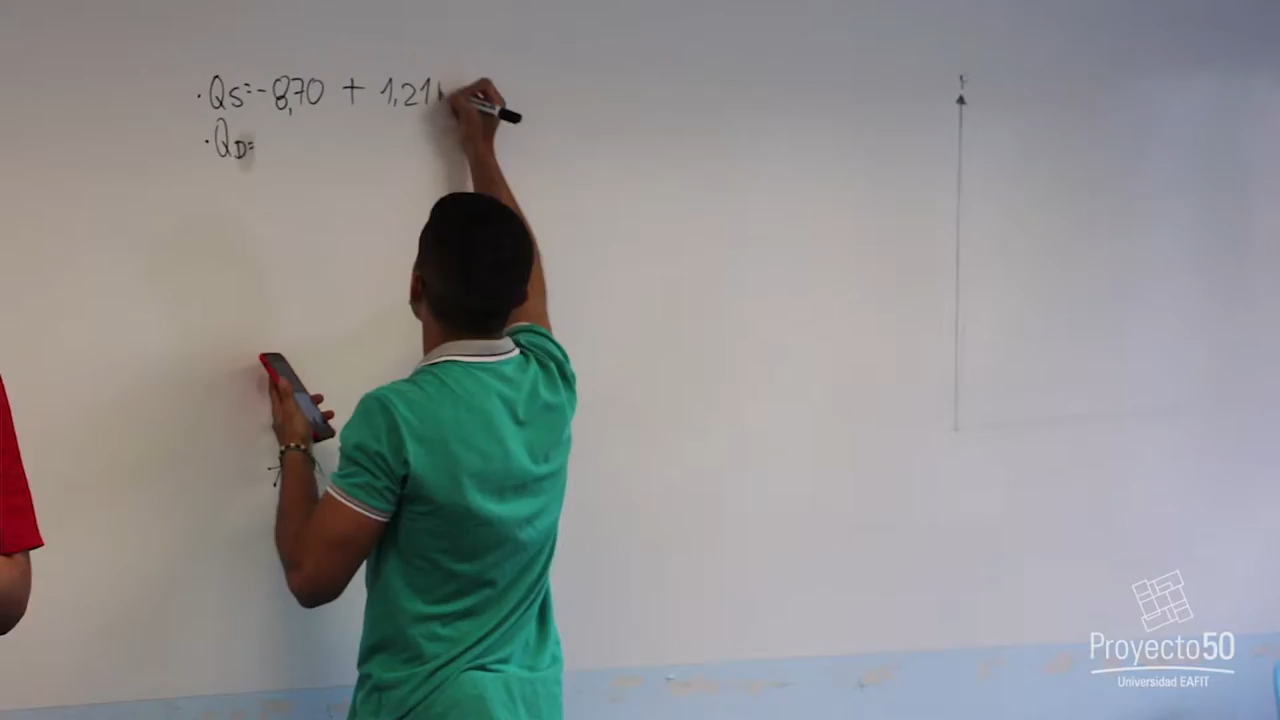 · Qs = - 8,70 + 1,21
· QD =
P
Proyecto50
Universidad EAFIT